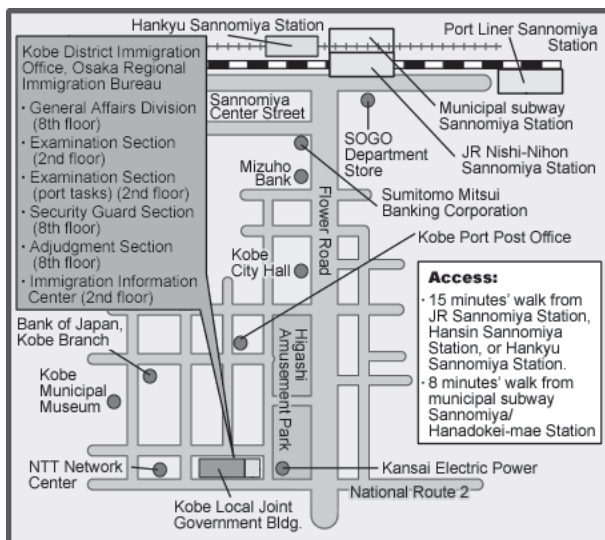 Hankyu Sannomiya Station
Port Liner Sannomiya
Station
Kobe District Immigration
Office, Osaka Regional
Immigration Bureau
· General Affairs Division
(8th floor)
· Examination Section
(2nd floor)
· Examination Section
(port tasks) (2nd floor)
· Security Guard Section
(8th floor)
· Adjudgment Section
(8th floor)
· Immigration Information
Center (2nd floor)
Sannomiya
Center Street
SOGO
Department
Store
Municipal subway
Sannomiya Station
JR Nishi-Nihon
Sannomiya Station
Mizuho
Bank
Flower Road
Sumitomo Mitsui
Banking Corporation
Kobe
City Hall
Kobe Port Post Office
Access:
· 15 minutes' walk from
JR Sannomiya Station,
Hansin Sannomiya
Station, or Hankyu
Sannomiya Station.
· 8 minutes' walk from
municipal subway
Sannomiya/
Hanadokei-mae Station
Bank of Japan,
Kobe Branch
Higashi
Amusement Park
Kobe
Municipal
Museum
NTT Network
Center
Kansai Electric Power
Kobe Local Joint
Government Bldg.
National Route 2